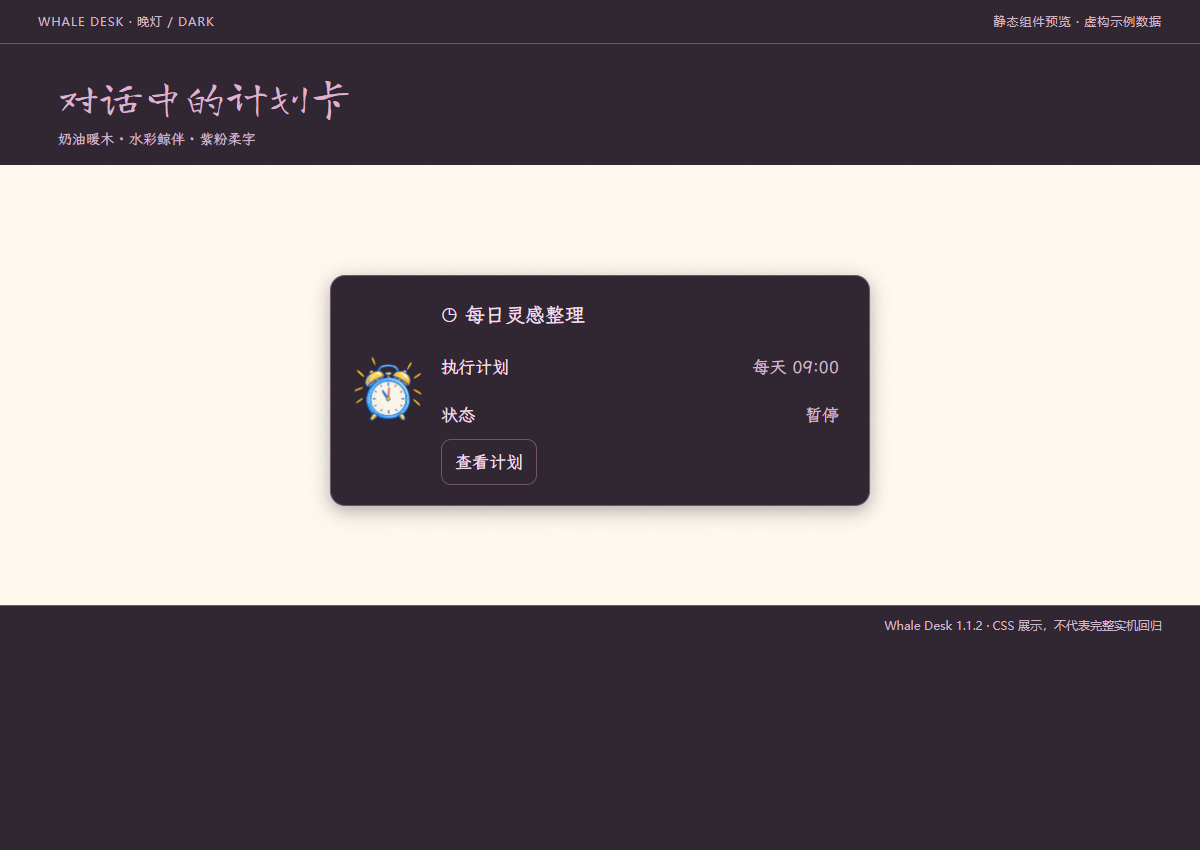 WHALE DESK · 晚灯 / DARK
静态组件预览 · 虚构示例数据
对话中的计划卡
奶油暖木 · 水彩鲸伴 · 紫粉柔字
每日灵感整理
执行计划 每天 09:00
状态 暂停
查看计划
Whale Desk 1.1.2 · CSS 展示，不代表完整实机回归